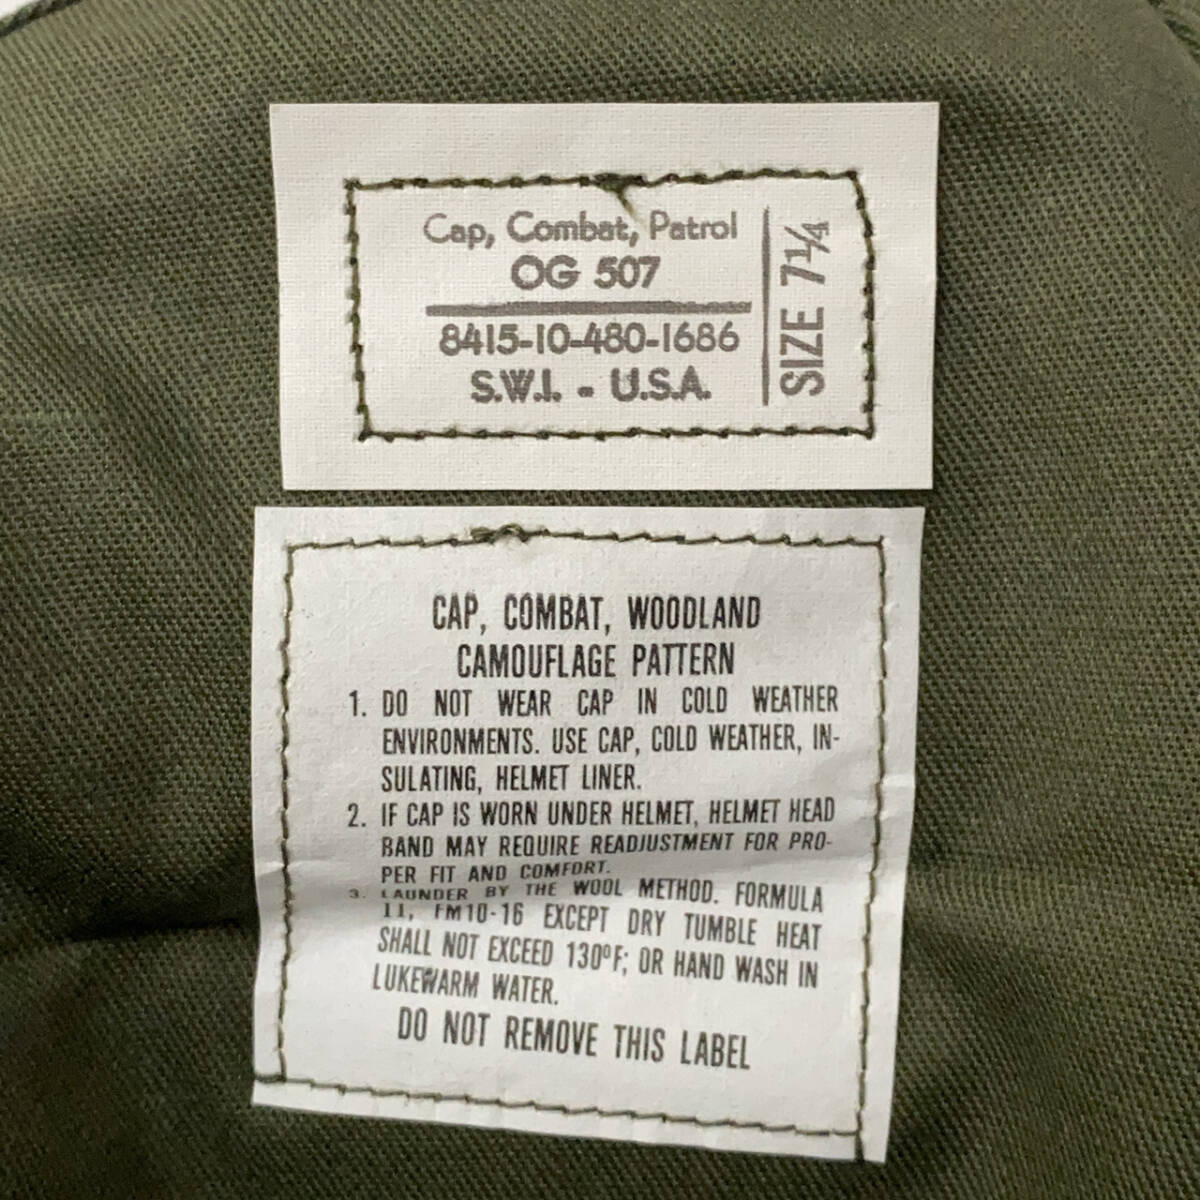 Cap, Combat, Patrol
OG 507
8415-10-480-1686
S.W.I. - U.S.A.
SIZE 7¼
CAP, COMBAT, WOODLAND
CAMOUFLAGE PATTERN
1. DO NOT WEAR CAP IN COLD WEATHER
ENVIRONMENTS. USE CAP, COLD WEATHER, IN-
SULATING, HELMET LINER.
2. IF CAP IS WORN UNDER HELMET, HELMET HEAD
BAND MAY REQUIRE READJUSTMENT FOR PRO-
PER FIT AND COMFORT.
3. LAUNDER BY THE WOOL METHOD. FORMULA
11, FM10-16 EXCEPT DRY TUMBLE HEAT
SHALL NOT EXCEED 130ºF; OR HAND WASH IN
LUKEWARM WATER.
DO NOT REMOVE THIS LABEL